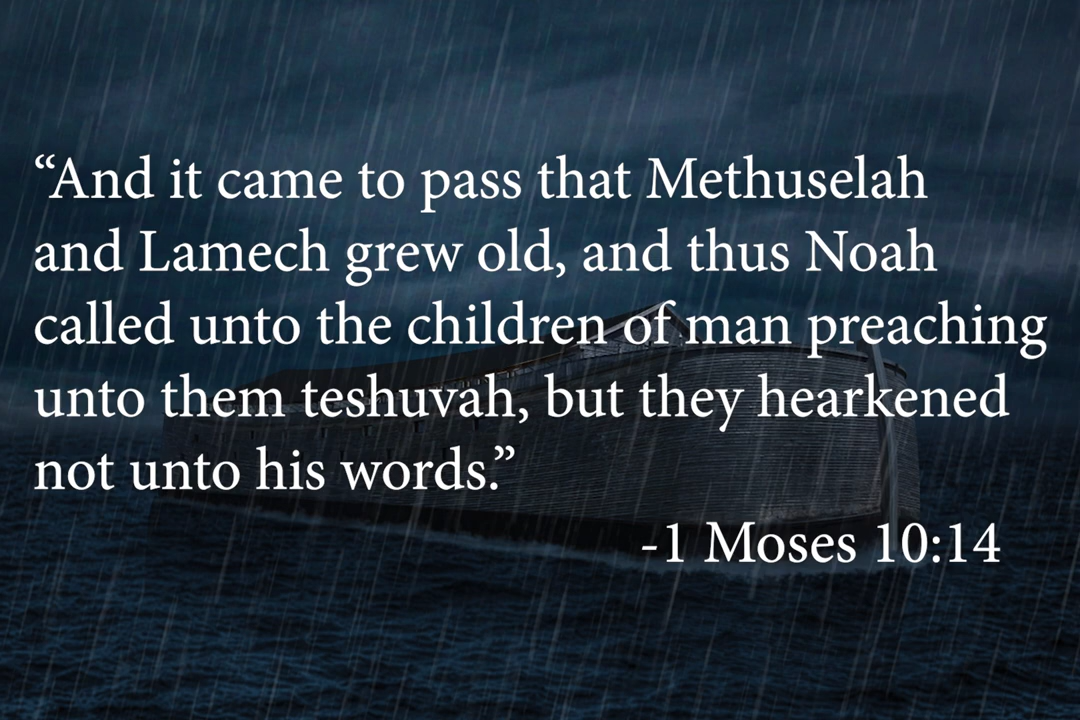 “And it came to pass that Methuselah
and Lamech grew old, and thus Noah
called unto the children of man preaching
unto them teshuvah, but they hearkened
not unto his words.”
-1 Moses 10:14